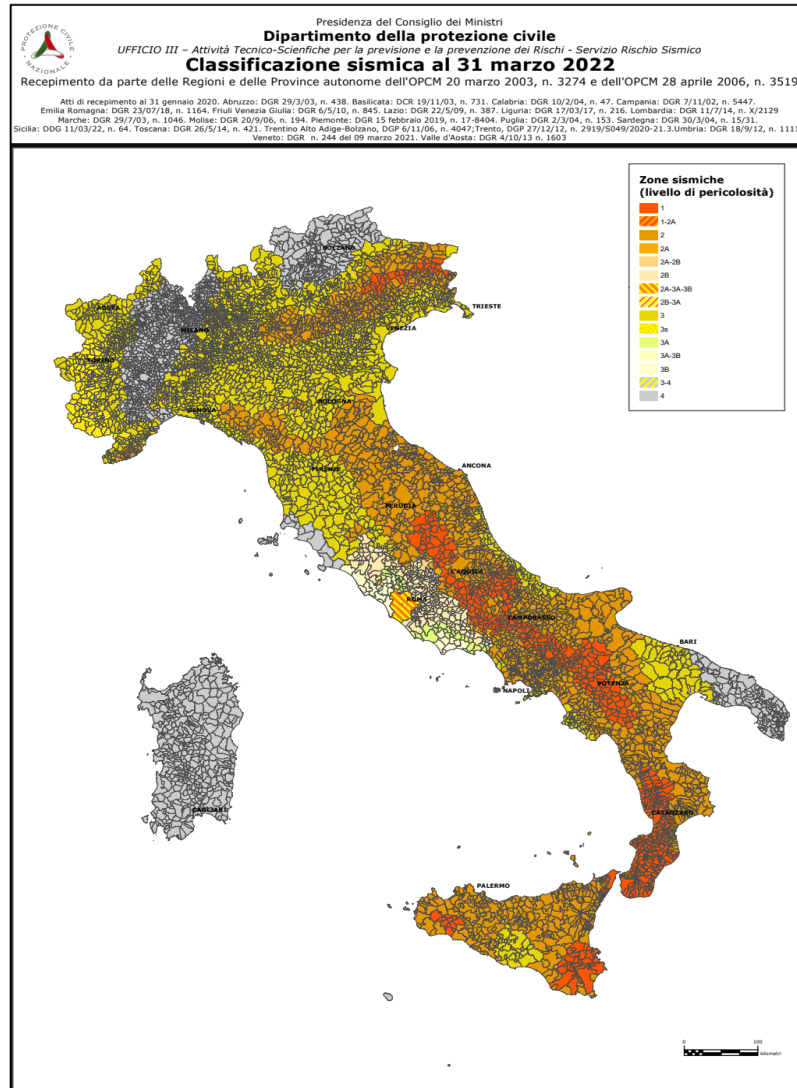 PROTEZIONE CIVILE
NAZIONALE
Presidenza del Consiglio dei Ministri
Dipartimento della protezione civile
UFFICIO III – Attività Tecnico-Scienfiche per la previsione e la prevenzione dei Rischi - Servizio Rischio Sismico
Classificazione sismica al 31 marzo 2022
Recepimento da parte delle Regioni e delle Province autonome dell'OPCM 20 marzo 2003, n. 3274 e dell'OPCM 28 aprile 2006, n. 3519
Atti di recepimento al 31 gennaio 2020. Abruzzo: DGR 29/3/03, n. 438. Basilicata: DCR 19/11/03, n. 731. Calabria: DGR 10/2/04, n. 47. Campania: DGR 7/11/02, n. 5447.
Emilia Romagna: DGR 23/07/18, n. 1164. Friuli Venezia Giulia: DGR 6/5/10, n. 845. Lazio: DGR 22/5/09, n. 387. Liguria: DGR 17/03/17, n. 216. Lombardia: DGR 11/7/14, n. X/2129
Marche: DGR 29/7/03, n. 1046. Molise: DGR 20/9/06, n. 194. Piemonte: DGR 15 febbraio 2019, n. 17-8404. Puglia: DGR 2/3/04, n. 153. Sardegna: DGR 30/3/04, n. 15/31.
Sicilia: DDG 11/03/22, n. 64. Toscana: DGR 26/5/14, n. 421. Trentino Alto Adige-Bolzano, DGP 6/11/06, n. 4047;Trento, DGP 27/12/12, n. 2919/S049/2020-21.3.Umbria: DGR 18/9/12, n. 1111
Veneto: DGR n. 244 del 09 marzo 2021. Valle d'Aosta: DGR 4/10/13 n. 1603
Zone sismiche
(livello di pericolosità)
1
1-2A
2
2A
2A-2B
2B
2A-3A-3B
2B-3A
3
3s
3A
3A-3B
3B
3-4
4
BOLZANO
AOSTA
TRIESTE
MILANO
VENEZIA
TORINO
GENOVA
BOLOGNA
FIRENZE
ANCONA
PERUGIA
L'AQUILA
ROMA
CAMPOBASSO
BARI
NAPOLI
POTENZA
CAGLIARI
CATANZARO
PALERMO
0 100
kilometri